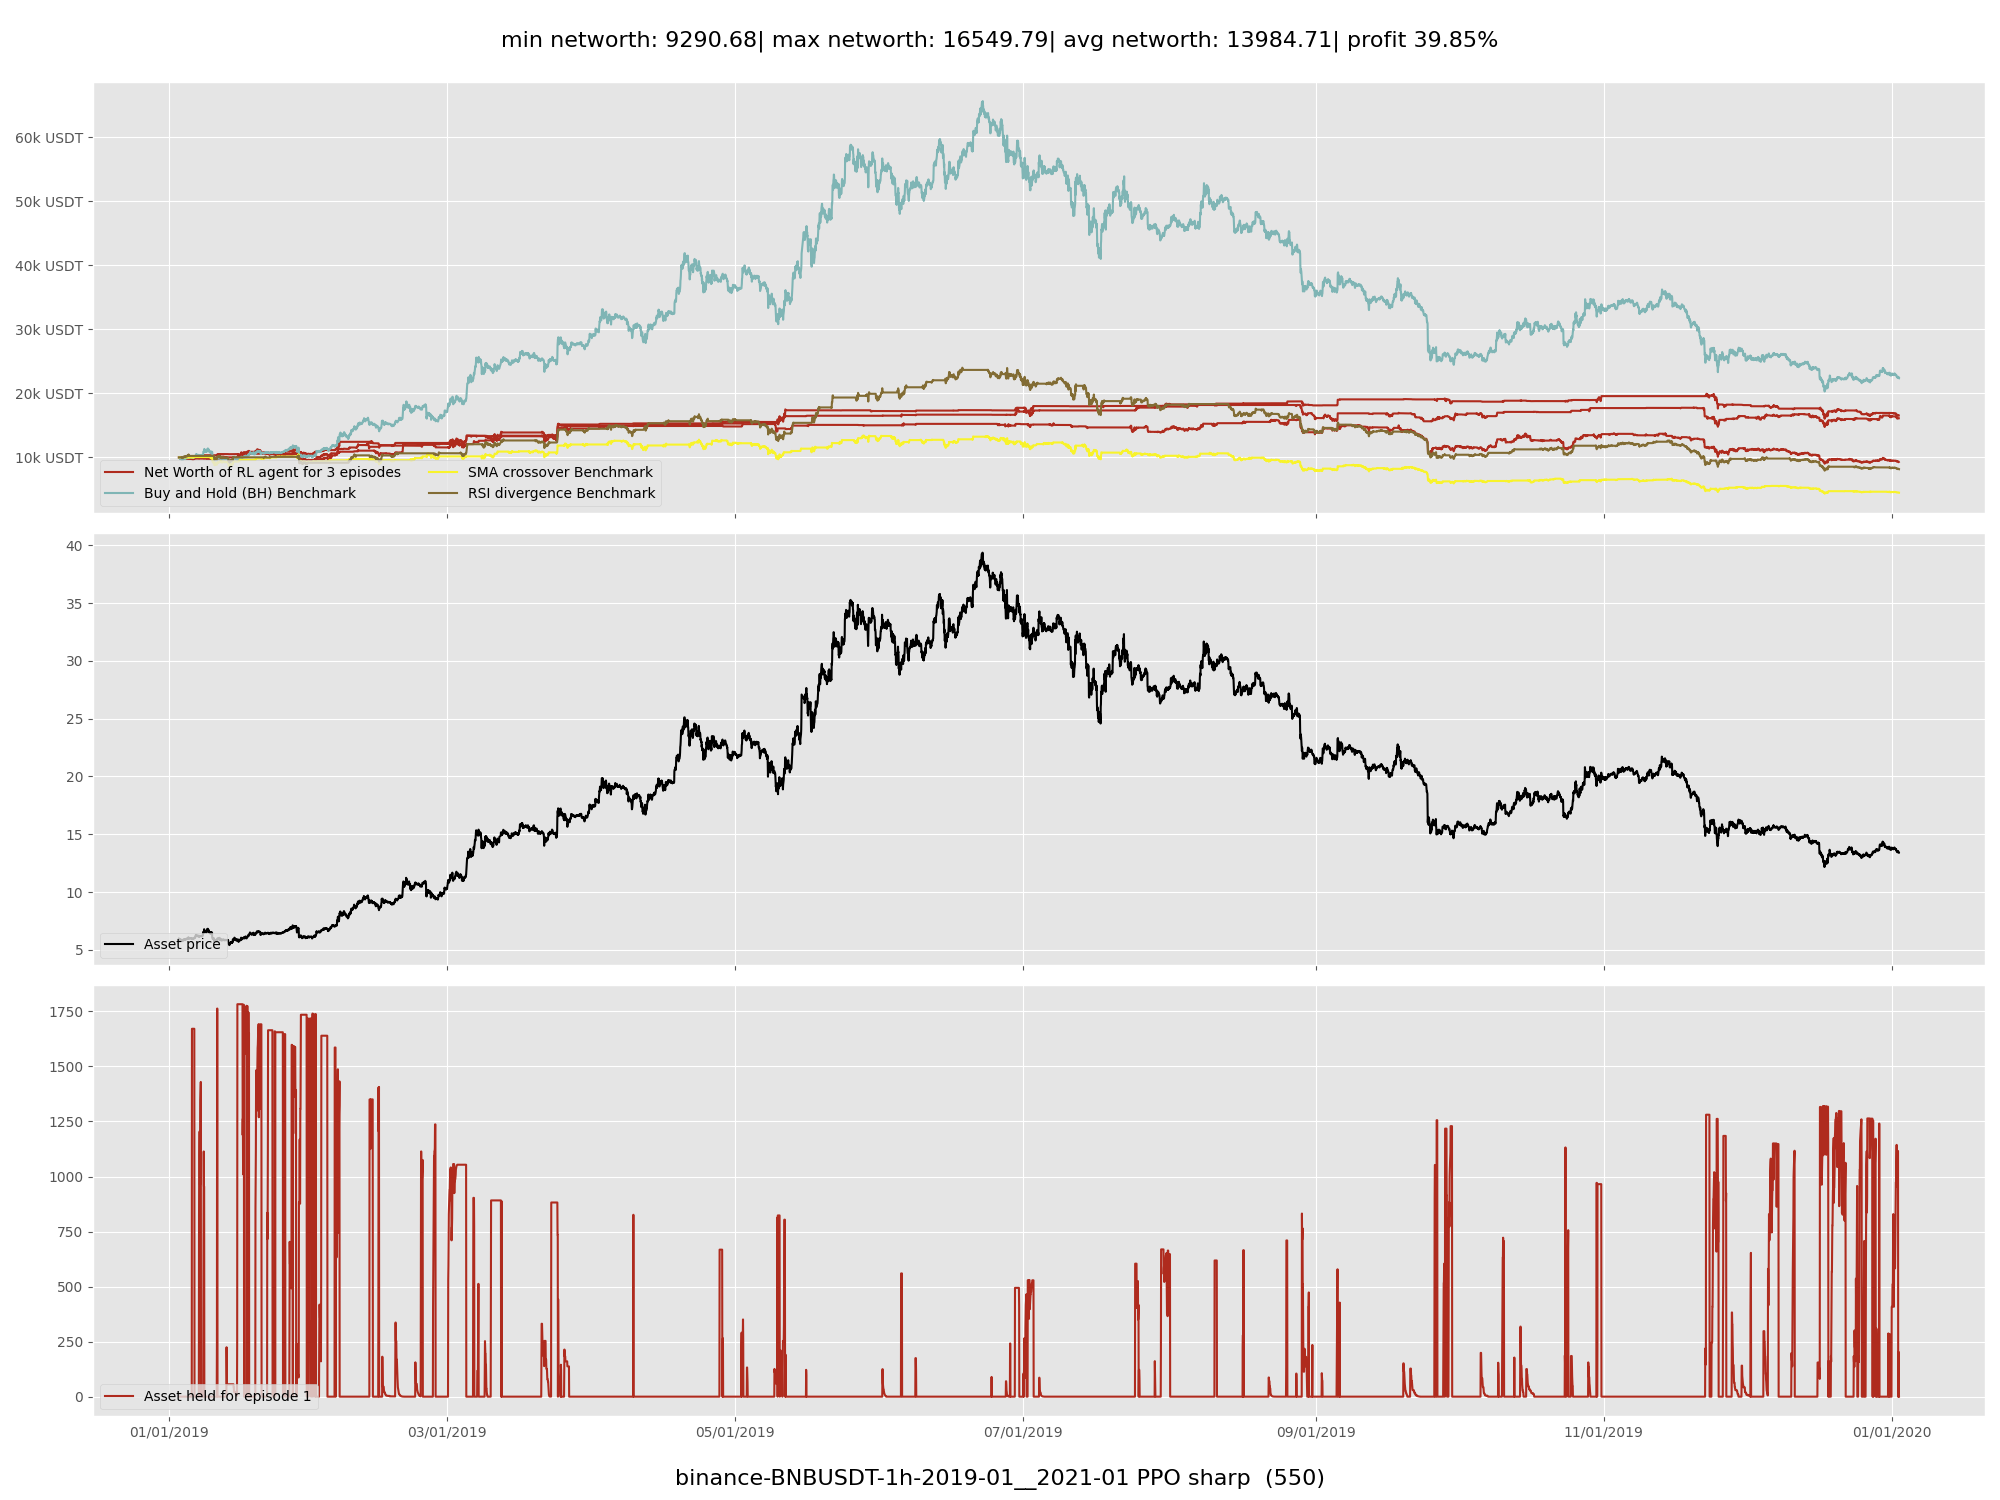 min networth: 9290.68| max networth: 16549.79| avg networth: 13984.71| profit 39.85%
60k USDT
50k USDT
40k USDT
30k USDT
20k USDT
10k USDT
Net Worth of RL agent for 3 episodes
Buy and Hold (BH) Benchmark
SMA crossover Benchmark
RSI divergence Benchmark
40
35
30
25
20
15
10
5
Asset price
1750
1500
1250
1000
750
500
250
0
Asset held for episode 1
01/01/2019
03/01/2019
05/01/2019
07/01/2019
09/01/2019
11/01/2019
01/01/2020
binance-BNBUSDT-1h-2019-01__2021-01 PPO sharp (550)